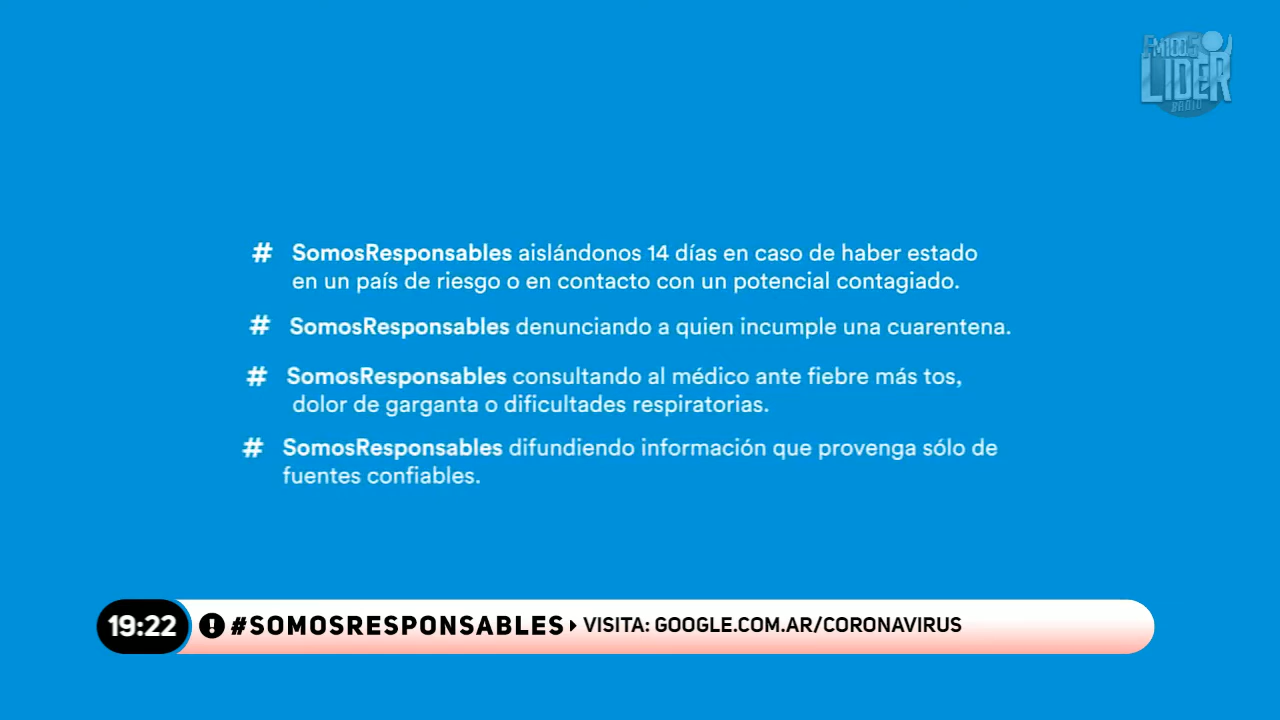 FM100.5
LIDER
RADIO
# SomosResponsables aislándonos 14 días en caso de haber estado
en un país de riesgo o en contacto con un potencial contagiado.
# SomosResponsables denunciando a quien incumple una cuarentena.
# SomosResponsables consultando al médico ante fiebre más tos,
dolor de garganta o dificultades respiratorias.
# SomosResponsables difundiendo información que provenga sólo de
fuentes confiables.
19:22 #SOMOSRESPONSABLES VISITA: GOOGLE.COM.AR/CORONAVIRUS